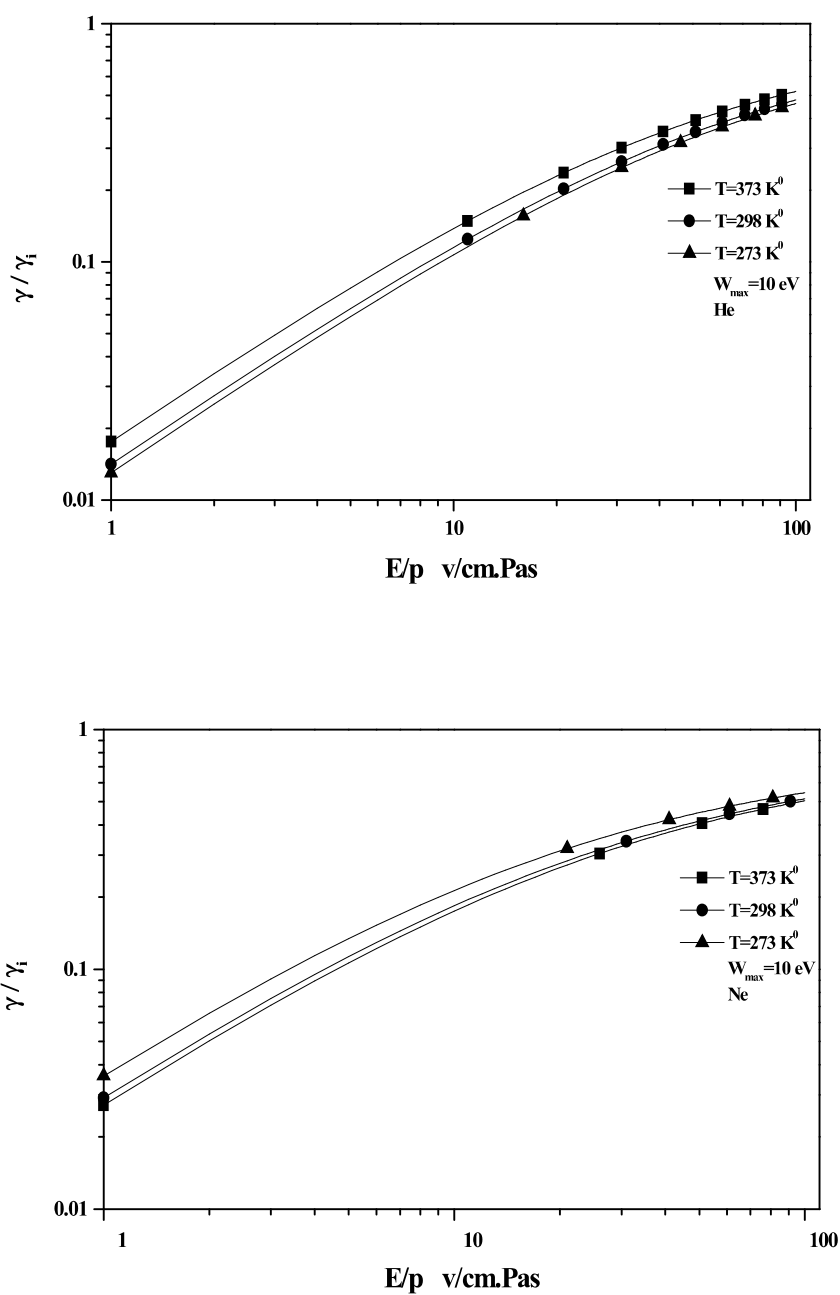 1
γ / γi
0.1
T=373 K0
T=298 K0
T=273 K0
Wmax=10 eV
He
0.01
1 10 100
E/p v/cm.Pas
1
γ / γi
0.1
T=373 K0
T=298 K0
T=273 K0
Wmax=10 eV
Ne
0.01
1 10 100
E/p v/cm.Pas